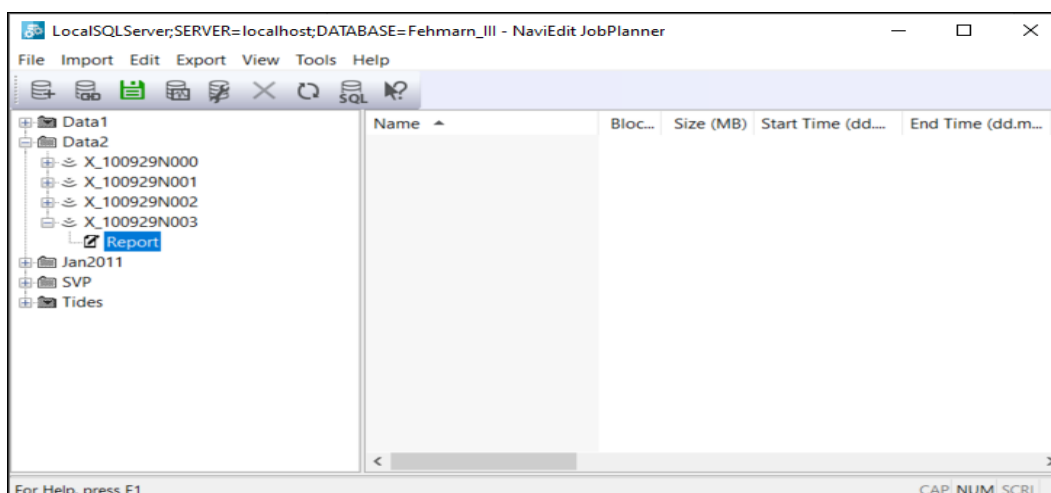 LocalSQLServer;SERVER=localhost;DATABASE=Fehmarn_III - NaviEdit JobPlanner
File Import Edit Export View Tools Help
SQL
Name Bloc... Size (MB) Start Time (dd.... End Time (dd.m...
Data1
Data2
X_100929N000
X_100929N001
X_100929N002
X_100929N003
Report
Jan2011
SVP
Tides
For Help, press F1 CAP NUM SCRL